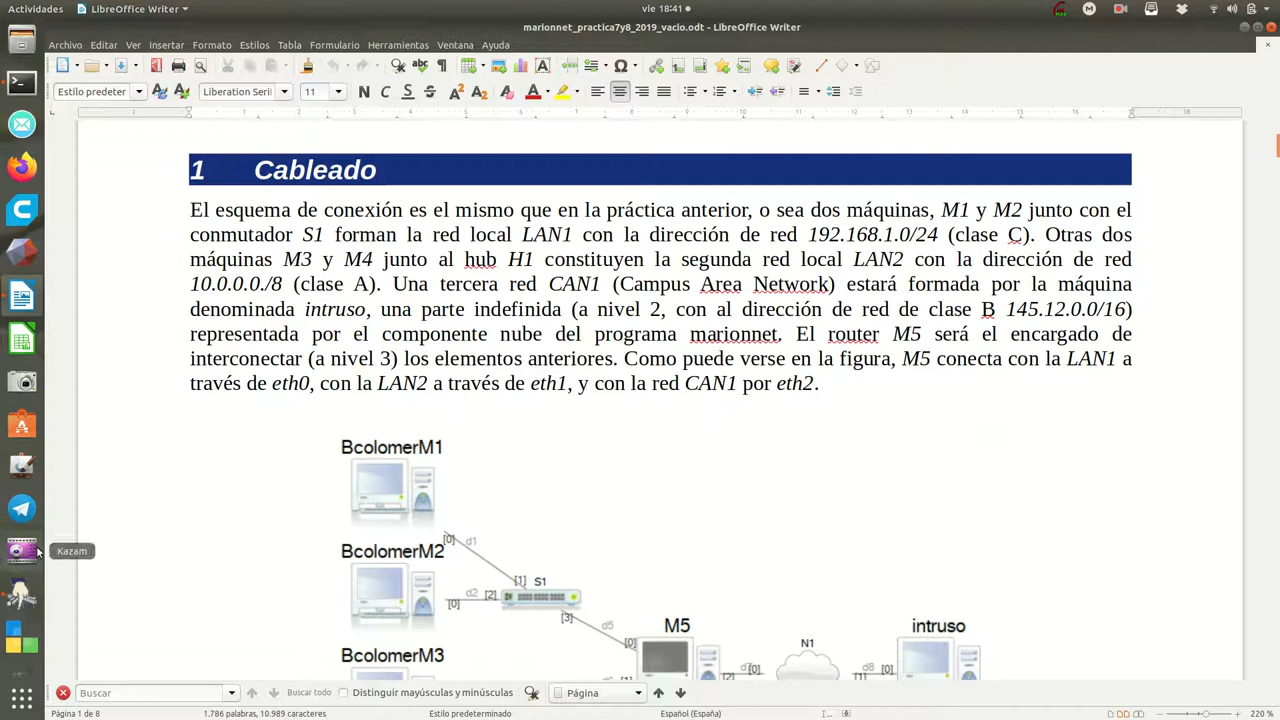 Actividades
LibreOffice Writer
vie 18:41
marionnet_practica7y8_2019_vacio.odt - LibreOffice Writer
Archivo Editar Ver Insertar Formato Estilos Tabla Formulario Herramientas Ventana Ayuda
Estilo predeter
Liberation Seri
11
N C S S
1 Cableado
El esquema de conexión es el mismo que en la práctica anterior, o sea dos máquinas, M1 y M2 junto con el
conmutador S1 forman la red local LAN1 con la dirección de red 192.168.1.0/24 (clase C). Otras dos
máquinas M3 y M4 junto al hub H1 constituyen la segunda red local LAN2 con la dirección de red
10.0.0.0./8 (clase A). Una tercera red CAN1 (Campus Area Network) estará formada por la máquina
denominada intruso, una parte indefinida (a nivel 2, con al dirección de red de clase B 145.12.0.0/16)
representada por el componente nube del programa marionnet. El router M5 será el encargado de
interconectar (a nivel 3) los elementos anteriores. Como puede verse en la figura, M5 conecta con la LAN1 a
través de eth0, con la LAN2 a través de eth1, y con la red CAN1 por eth2.
BcolomerM1
[0] d1
Kazam
BcolomerM2
[1] S1
d2 [2]
[0]
[3] d5
M5
intruso
N1
[0]
BcolomerM3
[0]
[2]
d8 [0]
[1]
Buscar
Buscar todo
Distinguir mayúsculas y minúsculas
Página
Página 1 de 8
1.786 palabras, 10.989 caracteres
Estilo predeterminado
Español (España)
220 %